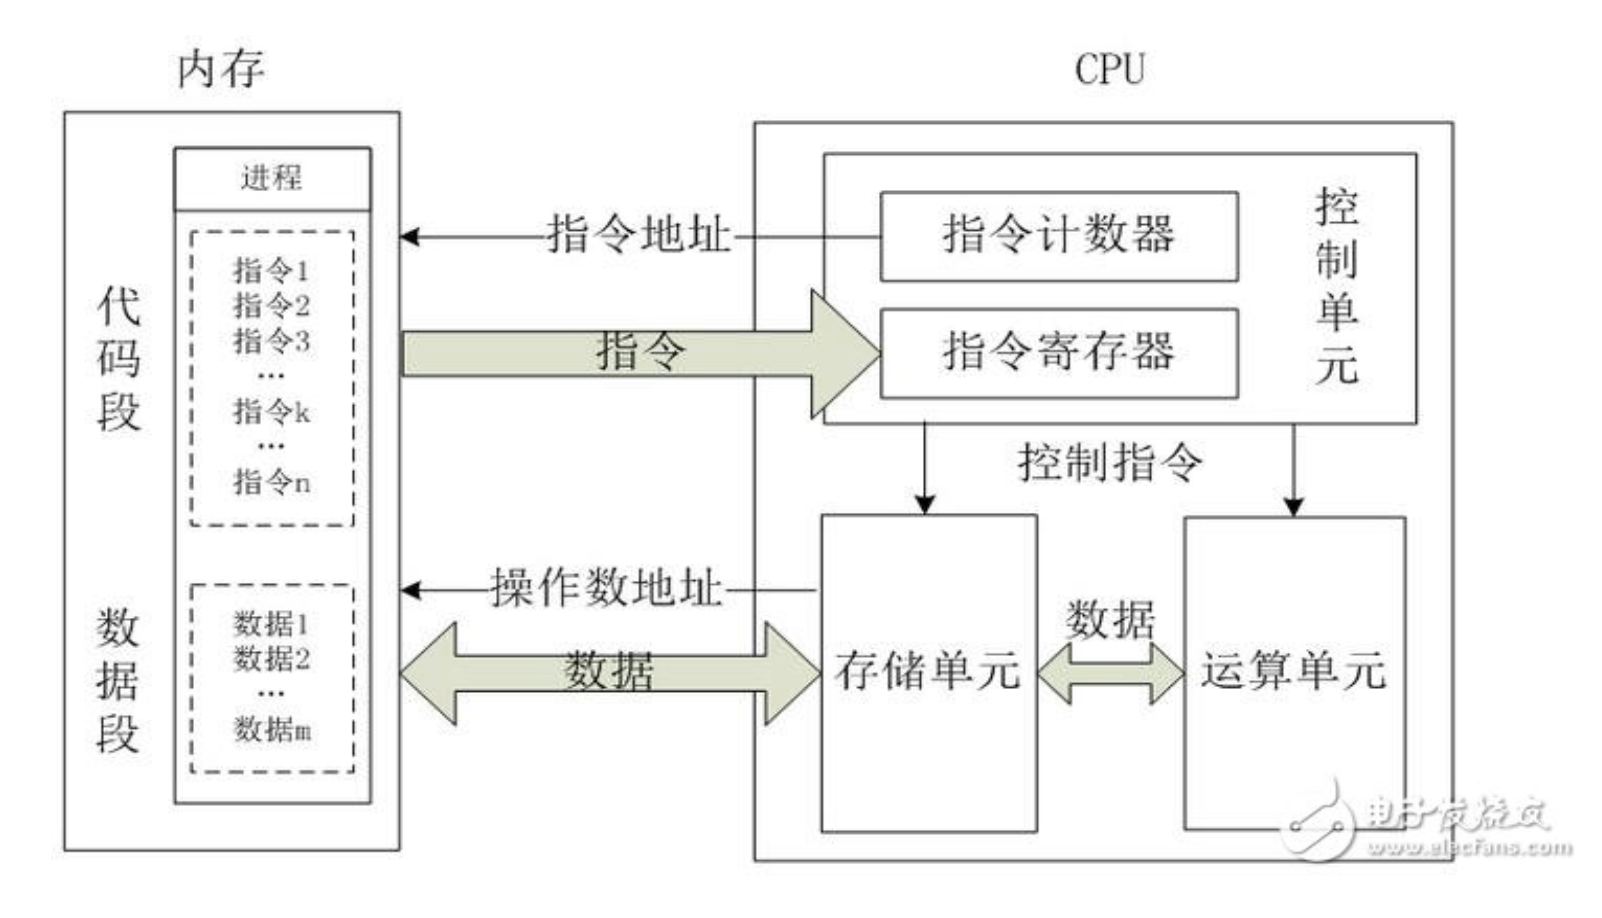 内存
CPU
进程
指令1
指令2
指令3
...
指令k
...
指令n
代码段
数据1
数据2
...
数据m
数据段
指令地址
指令
操作数地址
数据
指令计数器
指令寄存器
控制单元
控制指令
存储单元
数据
运算单元
电子发烧友
www.elecfans.com